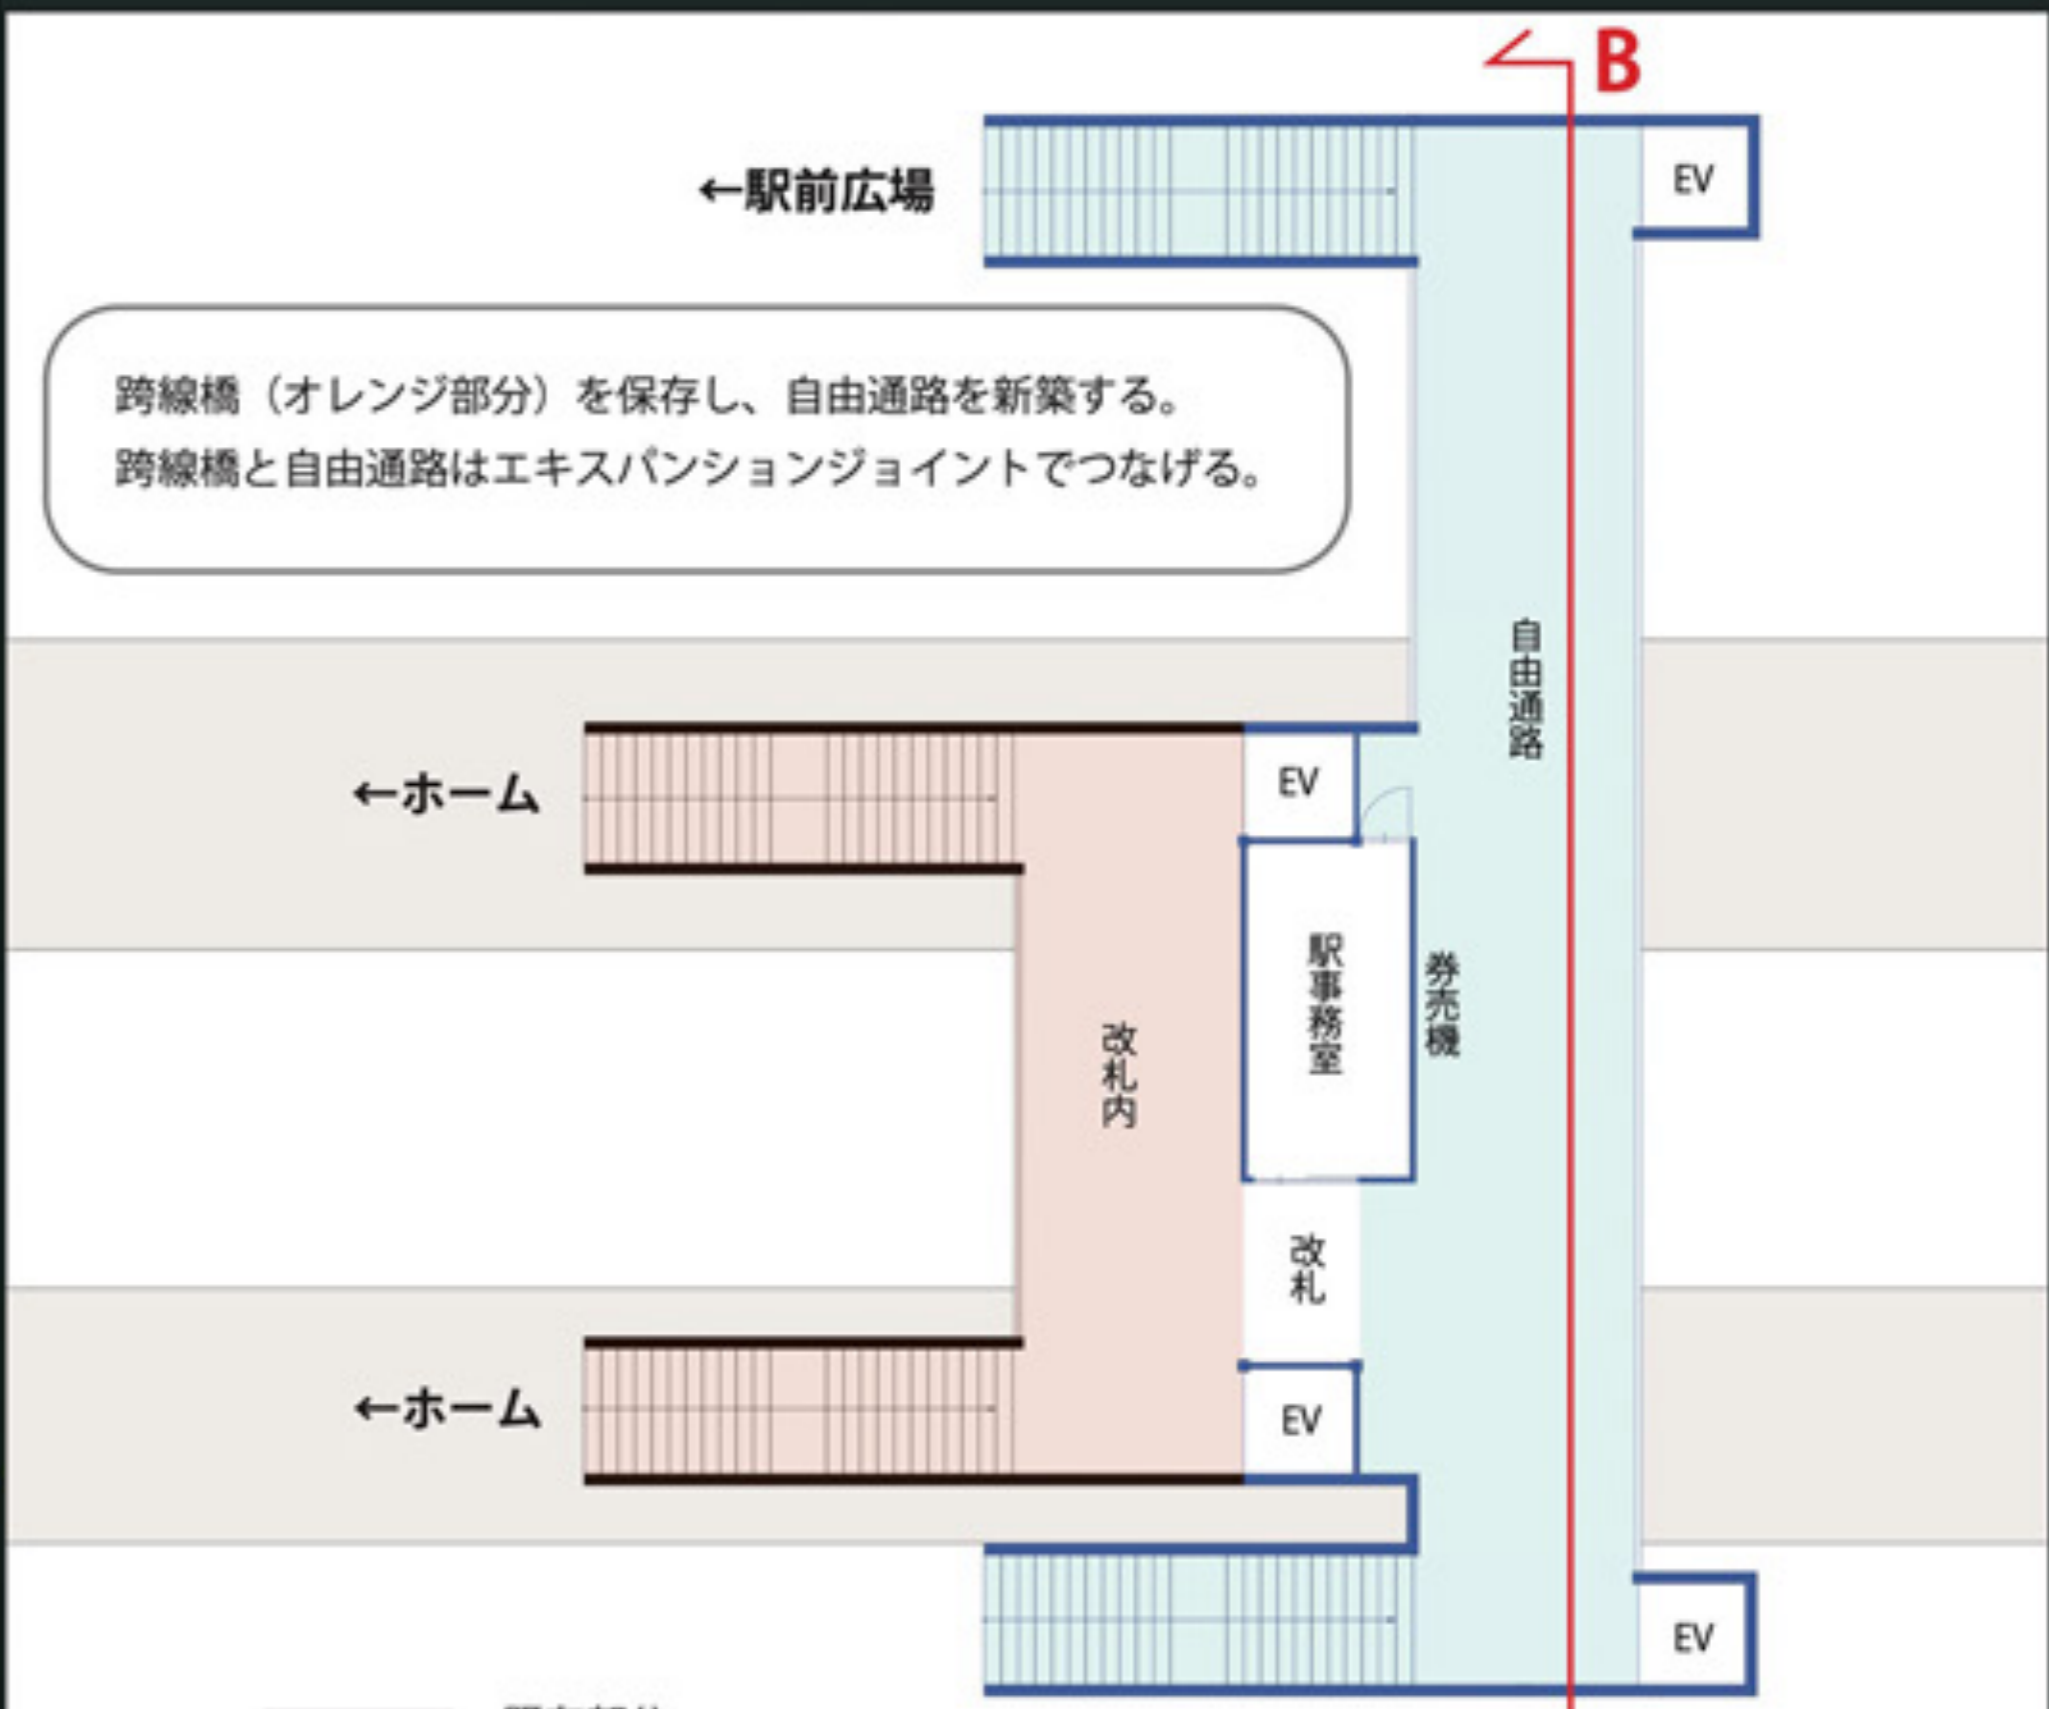 B
←駅前広場
EV
跨線橋（オレンジ部分）を保存し、自由通路を新築する。
跨線橋と自由通路はエキスパンションジョイントでつなげる。
自由通路
←ホーム
EV
駅事務室
券売機
改札内
改札
←ホーム
EV
EV